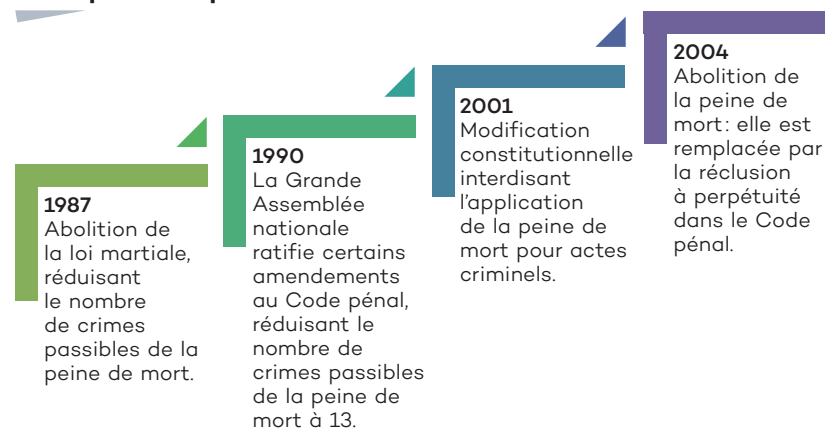 1987
Abolition de
la loi martiale,
réduisant
le nombre
de crimes
passibles de la
peine de mort.
1990
La Grande
Assemblée
nationale
ratifie certains
amendements
au Code pénal,
réduisant le
nombre de
crimes passibles
de la peine de
mort à 13.
2001
Modification
constitutionnelle
interdisant
l’application
de la peine de
mort pour actes
criminels.
2004
Abolition de
la peine de
mort: elle est
remplacée par
la réclusion
à perpétuité
dans le Code
pénal.